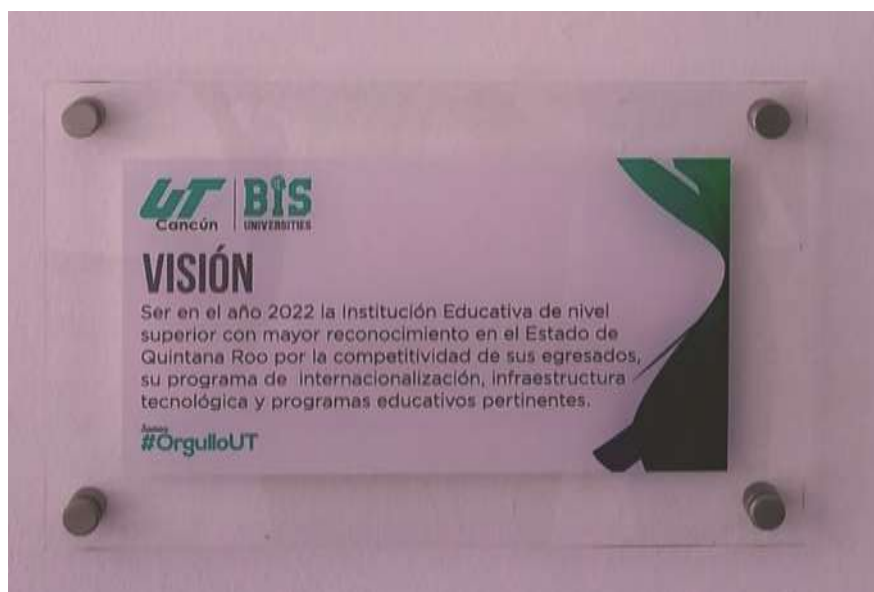 UT | BIS
Cancún UNIVERSITIES
VISIÓN
Ser en el año 2022 la Institución Educativa de nivel
superior con mayor reconocimiento en el Estado de
Quintana Roo por la competitividad de sus egresados,
su programa de internacionalización, infraestructura
tecnológica y programas educativos pertinentes.
#OrgulloUT